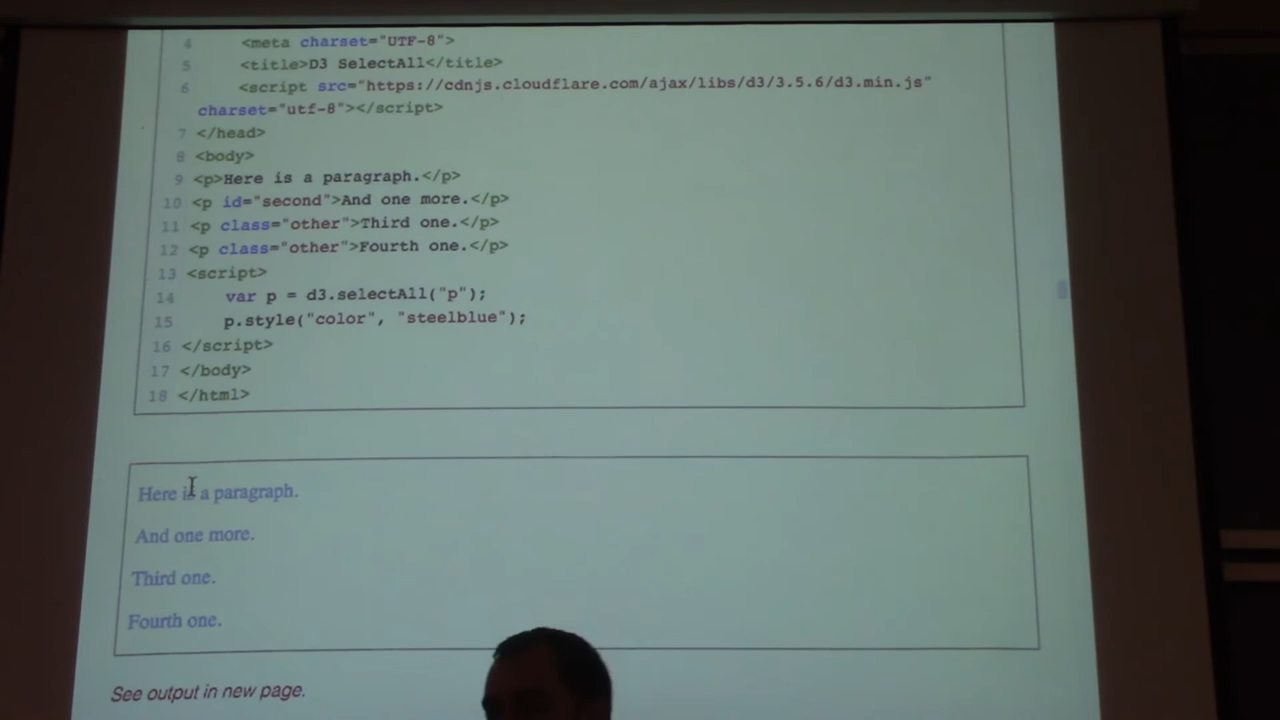 4 <meta charset="UTF-8">
5 <title>D3 SelectAll</title>
6 <script src="https://cdnjs.cloudflare.com/ajax/libs/d3/3.5.6/d3.min.js"
charset="utf-8"></script>
7 </head>
8 <body>
9 <p>Here is a paragraph.</p>
10 <p id="second">And one more.</p>
11 <p class="other">Third one.</p>
12 <p class="other">Fourth one.</p>
13 <script>
14 var p = d3.selectAll("p");
15 p.style("color", "steelblue");
16 </script>
17 </body>
18 </html>
Here is a paragraph.
And one more.
Third one.
Fourth one.
See output in new page.